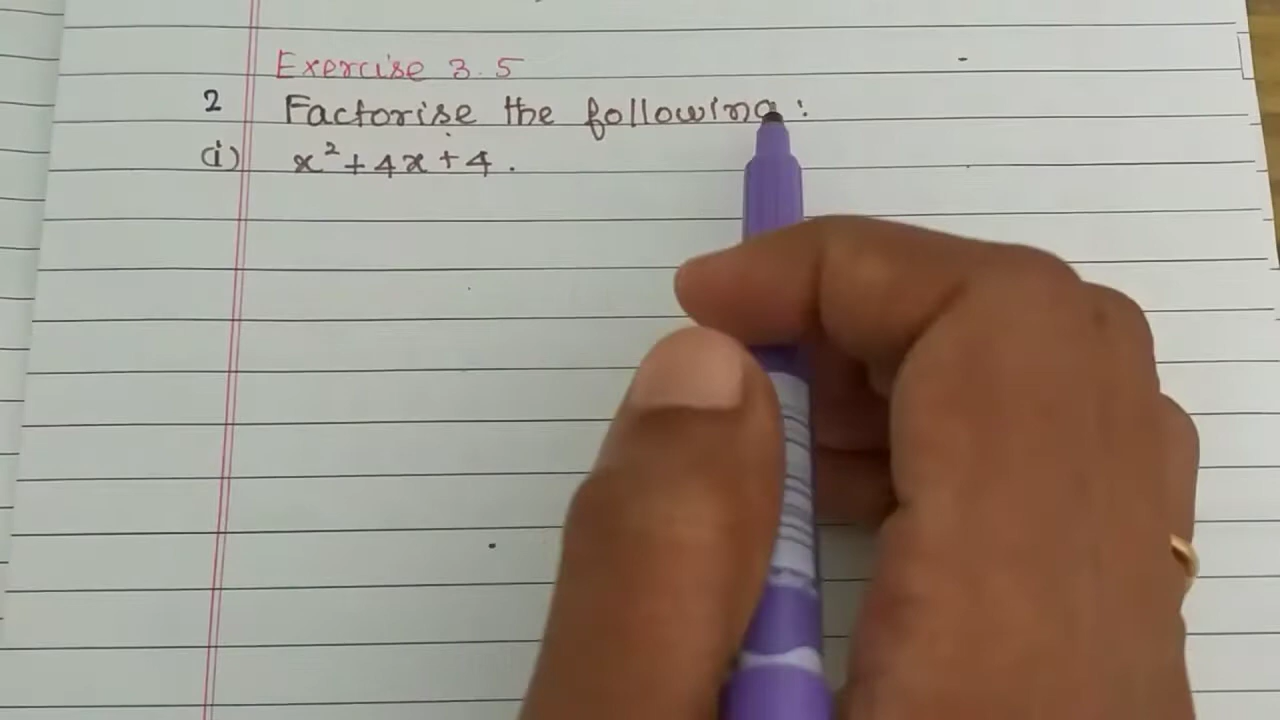 Exercise 3.5
2 Factorise the following:
(i) x² + 4x + 4.